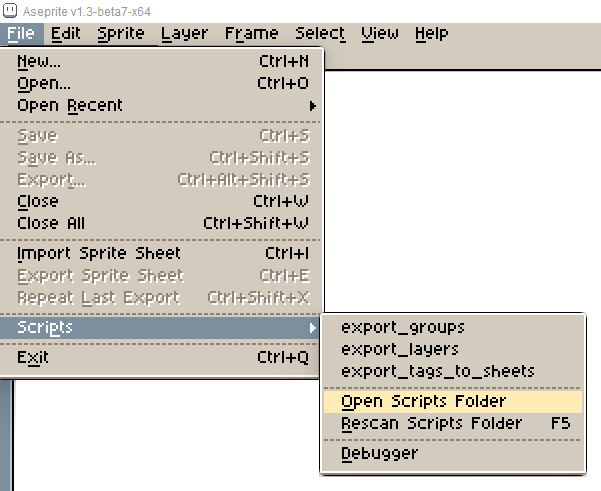 Aseprite v1.3-beta7-x64
File Edit Sprite Layer Frame Select View Help
New... Ctrl+N
Open... Ctrl+O
Open Recent
Save Ctrl+S
Save As... Ctrl+Shift+S
Export... Ctrl+Alt+Shift+S
Close Ctrl+W
Close All Ctrl+Shift+W
Import Sprite Sheet Ctrl+I
Export Sprite Sheet Ctrl+E
Repeat Last Export Ctrl+Shift+X
Scripts
Exit Ctrl+Q
export_groups
export_layers
export_tags_to_sheets
Open Scripts Folder
Rescan Scripts Folder F5
Debugger